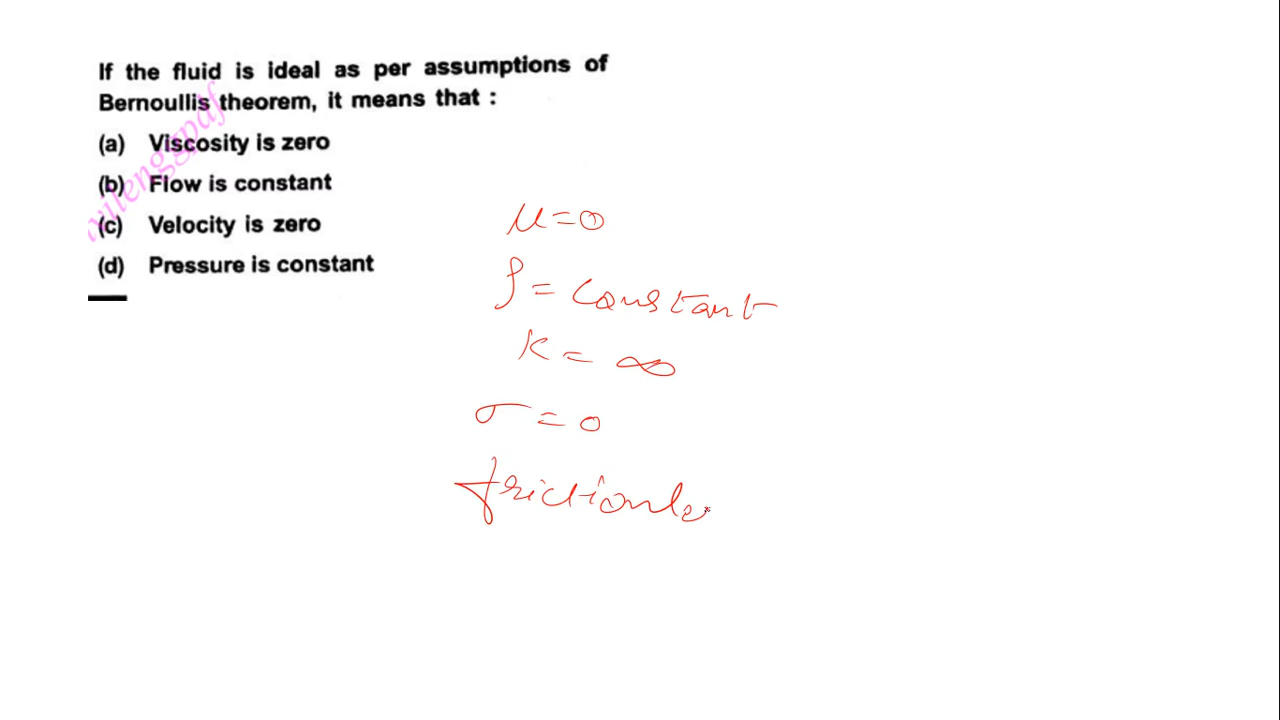 If the fluid is ideal as per assumptions of
Bernoullis theorem, it means that :
(a) Viscosity is zero
(b) Flow is constant
(c) Velocity is zero
(d) Pressure is constant
μ=0
ρ = constant
K = ∞
σ = 0
frictionle